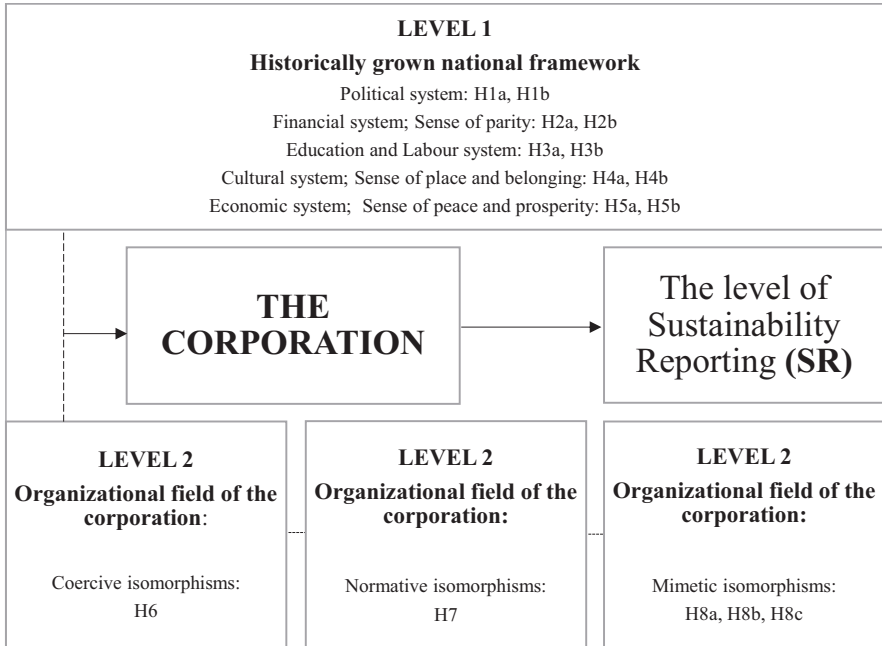 LEVEL 1
Historically grown national framework
Political system: H1a, H1b
Financial system; Sense of parity: H2a, H2b
Education and Labour system: H3a, H3b
Cultural system; Sense of place and belonging: H4a, H4b
Economic system; Sense of peace and prosperity: H5a, H5b
THE
CORPORATION
The level of
Sustainability
Reporting (SR)
LEVEL 2
Organizational field of the
corporation:
Coercive isomorphisms:
H6
LEVEL 2
Organizational field of the
corporation:
Normative isomorphisms:
H7
LEVEL 2
Organizational field of the
corporation:
Mimetic isomorphisms:
H8a, H8b, H8c